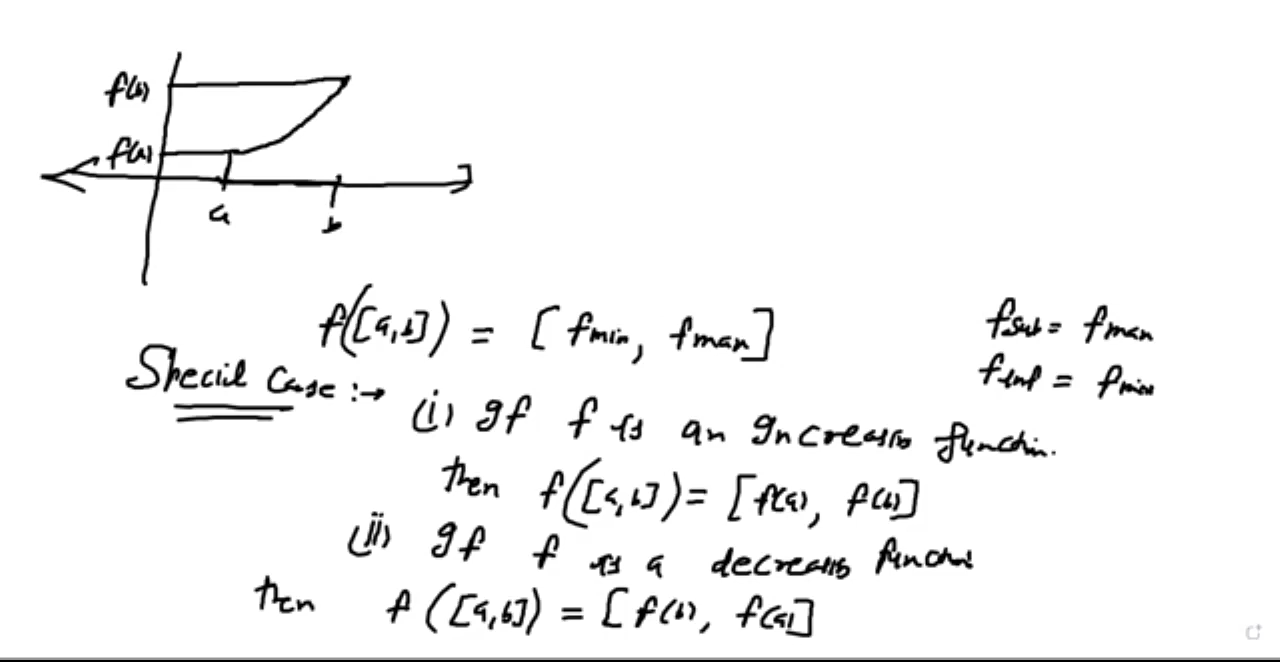 f(b)
f(a)
a
b
f([a,b]) = [fmin, fmax]
fsub = fmax
finf = fmin
Special Case :→ (i) If f is an Increasing function.
then f([a,b]) = [f(a), f(b)]
(ii) If f is a decreasing function
then f([a,b]) = [f(b), f(a)]